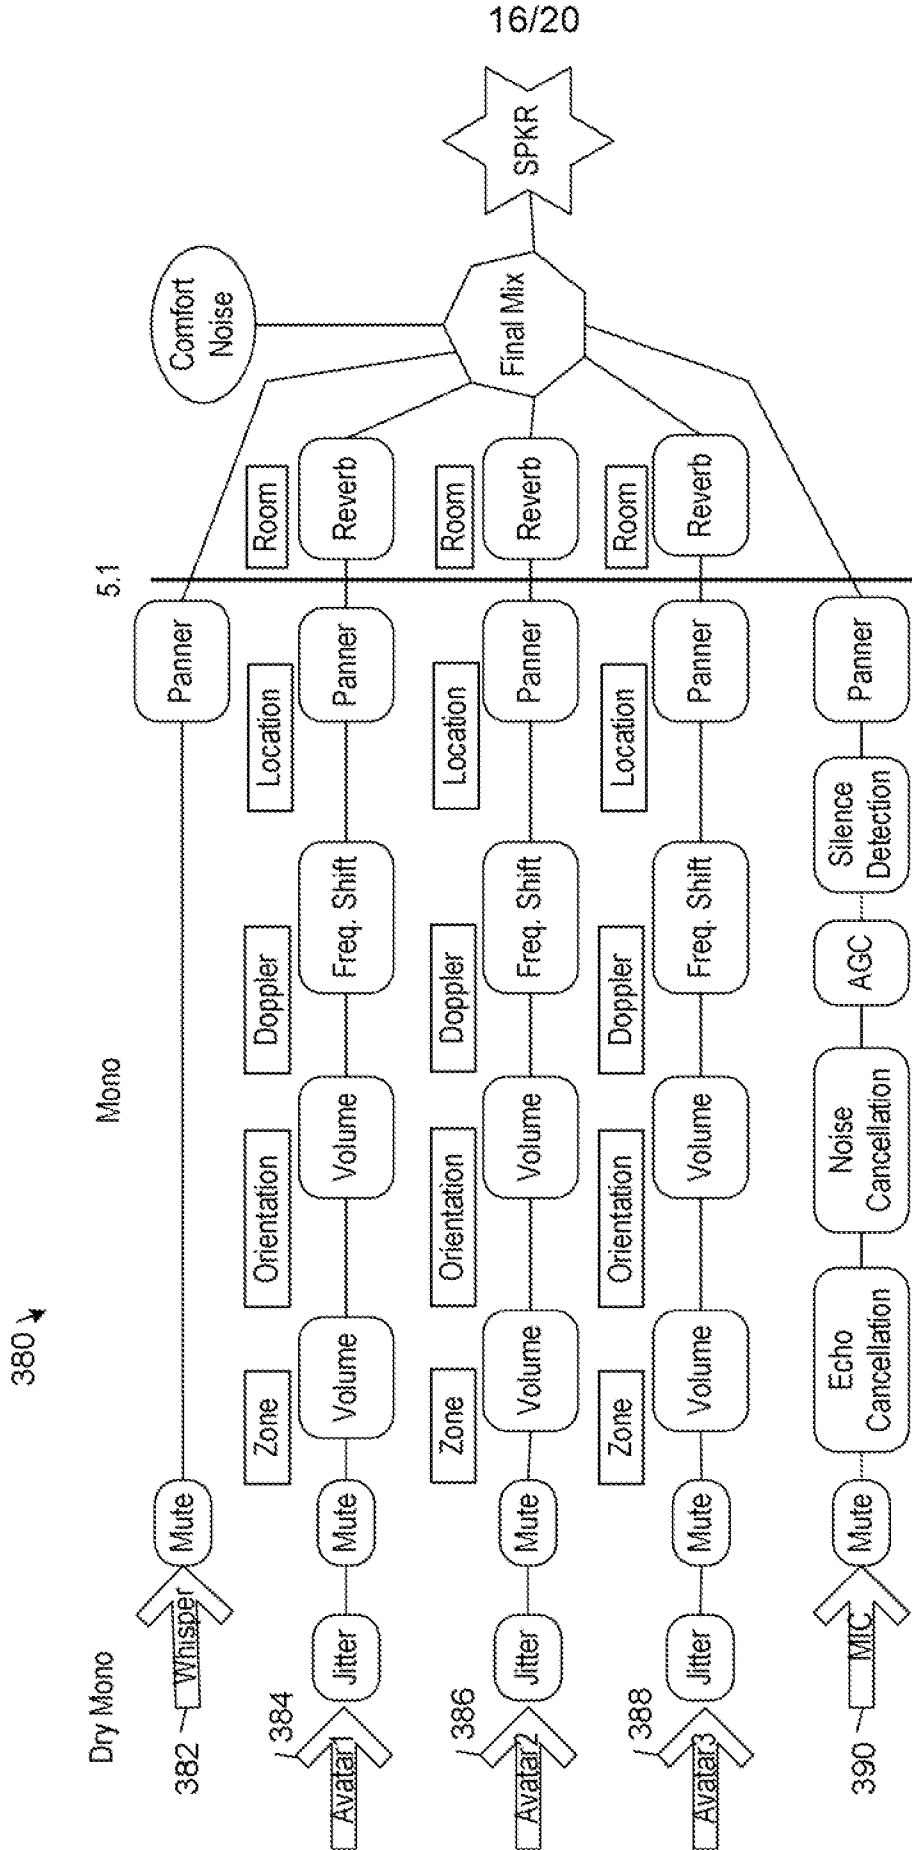 16/20
380
Dry Mono
Mono
5.1
382
Whisper
Mute
Panner
Comfort
Noise
384
Avatar1
Jitter
Mute
Zone
Volume
Orientation
Volume
Doppler
Freq. Shift
Location
Panner
Room
Reverb
386
Avatar2
Jitter
Mute
Zone
Volume
Orientation
Volume
Doppler
Freq. Shift
Location
Panner
Room
Reverb
Final Mix
SPKR
388
Avatar3
Jitter
Mute
Zone
Volume
Orientation
Volume
Doppler
Freq. Shift
Location
Panner
Room
Reverb
390
MIC
Mute
Echo
Cancellation
Noise
Cancellation
AGC
Silence
Detection
Panner